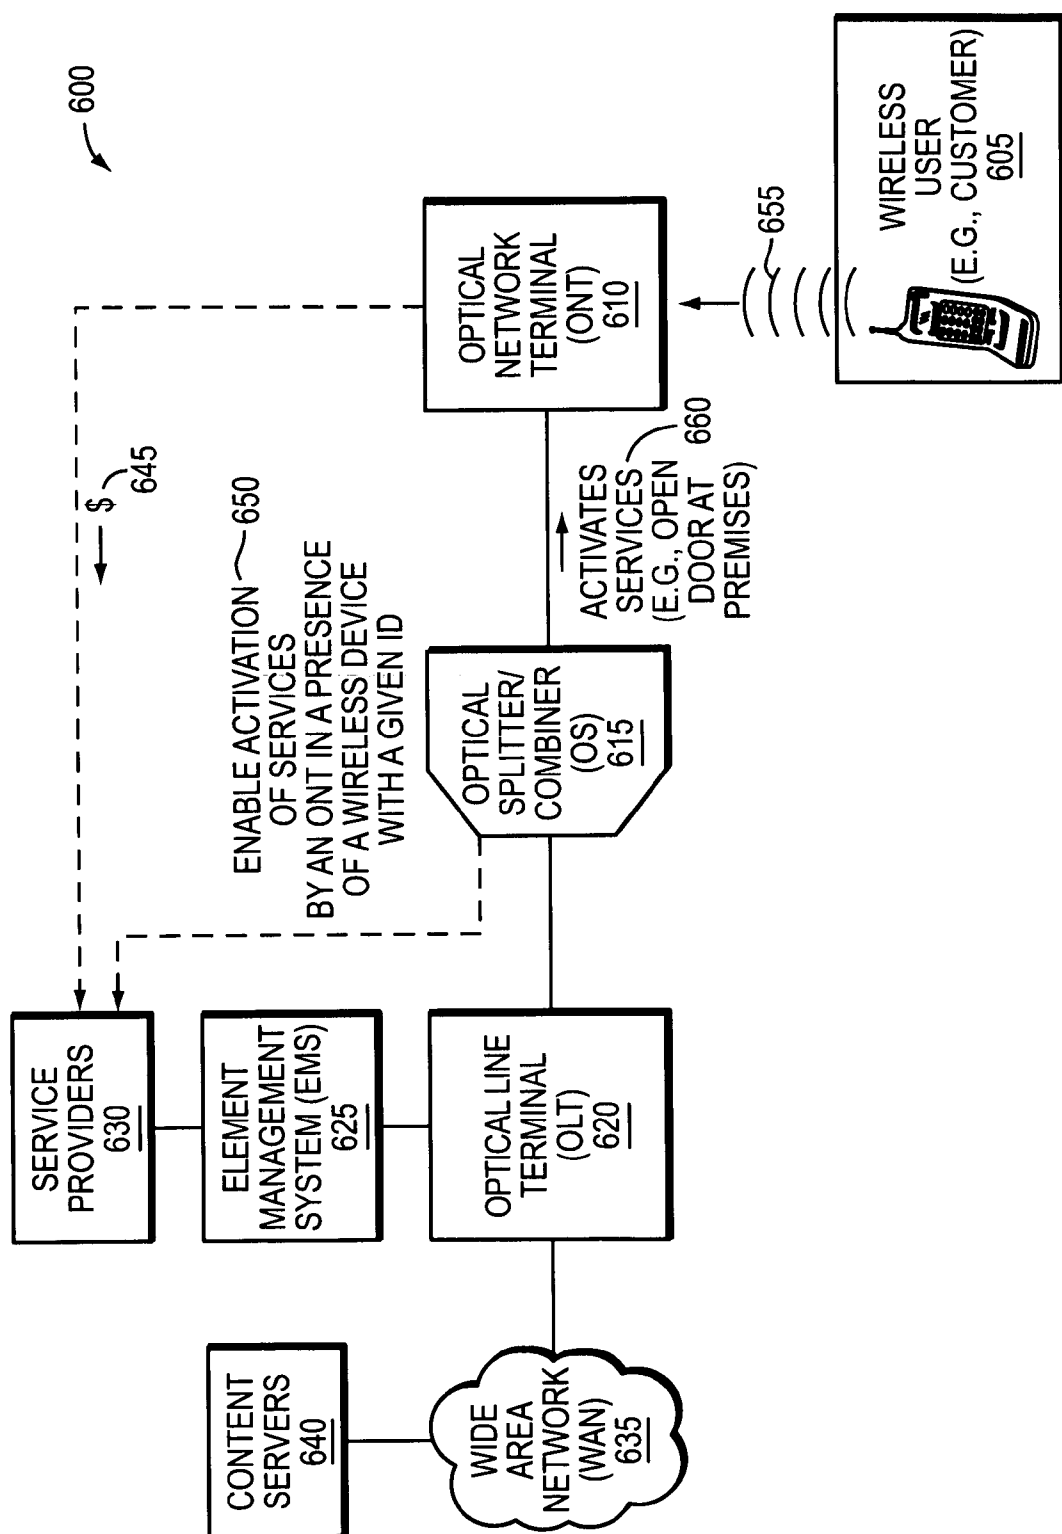 600
$ 645
ENABLE ACTIVATION 650
OF SERVICES
BY AN ONT IN A PRESENCE
OF A WIRELESS DEVICE
WITH A GIVEN ID
SERVICE
PROVIDERS
630
ELEMENT
MANAGEMENT
SYSTEM (EMS)
625
CONTENT
SERVERS
640
WIDE
AREA
NETWORK
(WAN)
635
OPTICAL LINE
TERMINAL
(OLT)
620
OPTICAL
SPLITTER/
COMBINER
(OS)
615
OPTICAL
NETWORK
TERMINAL
(ONT)
610
ACTIVATES
SERVICES 660
(E.G., OPEN
DOOR AT
PREMISES)
655
WIRELESS
USER
(E.G., CUSTOMER)
605